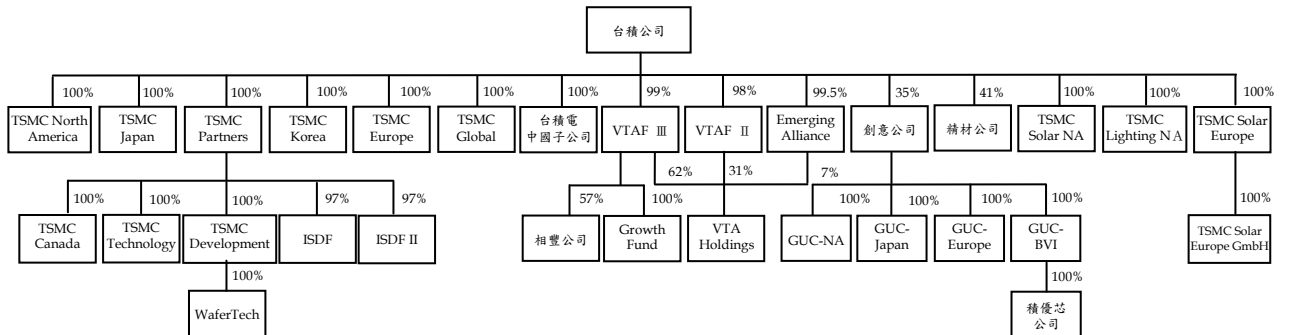 台積公司
100%
100%
100%
100%
100%
100%
100%
99%
98%
99.5%
35%
41%
100%
100%
100%
TSMC North
America
TSMC
Japan
TSMC
Partners
TSMC
Korea
TSMC
Europe
TSMC
Global
台積電
中國子公司
VTAF III
VTAF II
Emerging
Alliance
創意公司
精材公司
TSMC
Solar NA
TSMC
Lighting NA
TSMC Solar
Europe
62%
31%
7%
100%
100%
100%
97%
97%
57%
100%
100%
100%
100%
100%
100%
TSMC
Canada
TSMC
Technology
TSMC
Development
ISDF
ISDF II
相豐公司
Growth
Fund
VTA
Holdings
GUC-NA
GUC-
Japan
GUC-
Europe
GUC-
BVI
TSMC Solar
Europe GmbH
100%
100%
WaferTech
積優芯
公司